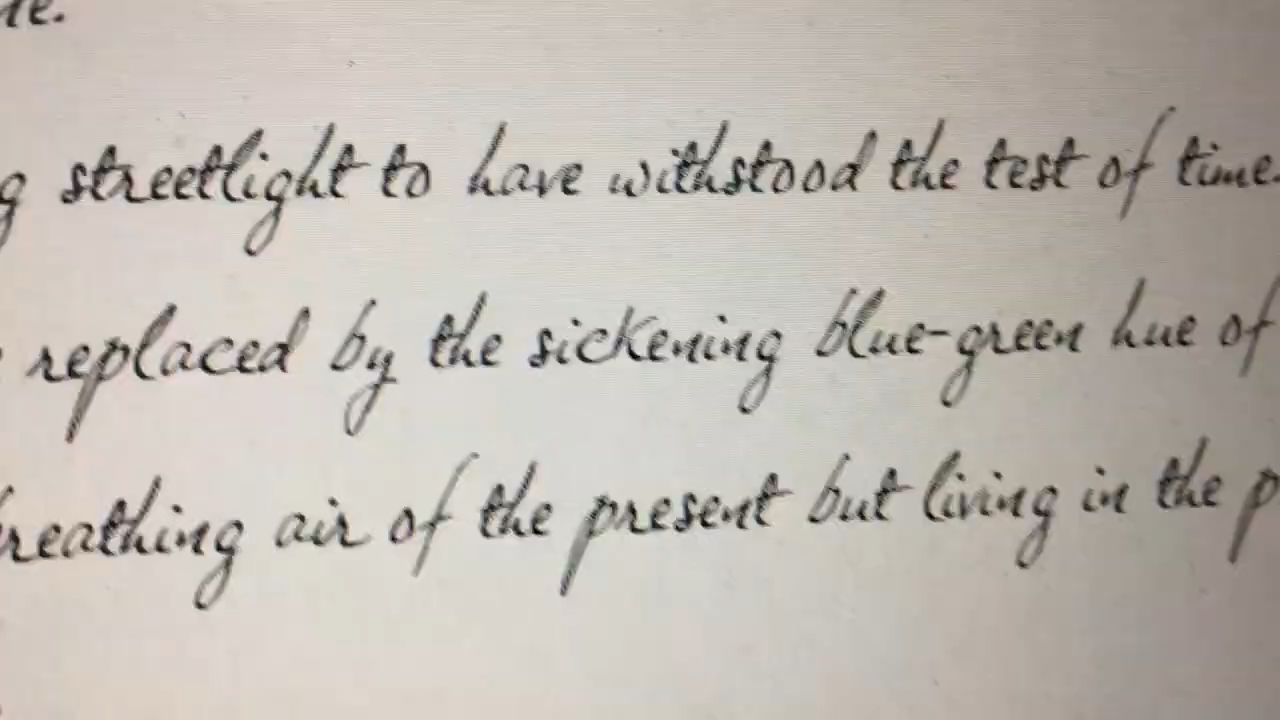 streetlight to have withstood the test of time.
replaced by the sickening blue-green hue of
breathing air of the present but living in the